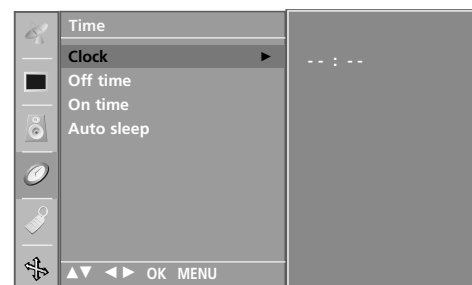 Time
Clock ►
- - : - -
Off time
On time
Auto sleep
▲▼ ◄► OK MENU